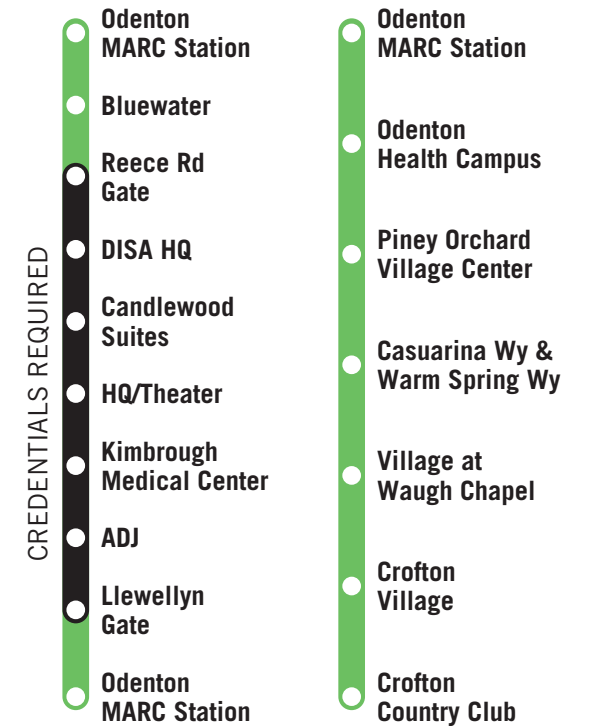 CREDENTIALS REQUIRED
Odenton
MARC Station
Bluewater
Reece Rd
Gate
DISA HQ
Candlewood
Suites
HQ/Theater
Kimbrough
Medical Center
ADJ
Llewellyn
Gate
Odenton
MARC Station
Odenton
MARC Station
Odenton
Health Campus
Piney Orchard
Village Center
Casuarina Wy &
Warm Spring Wy
Village at
Waugh Chapel
Crofton
Village
Crofton
Country Club